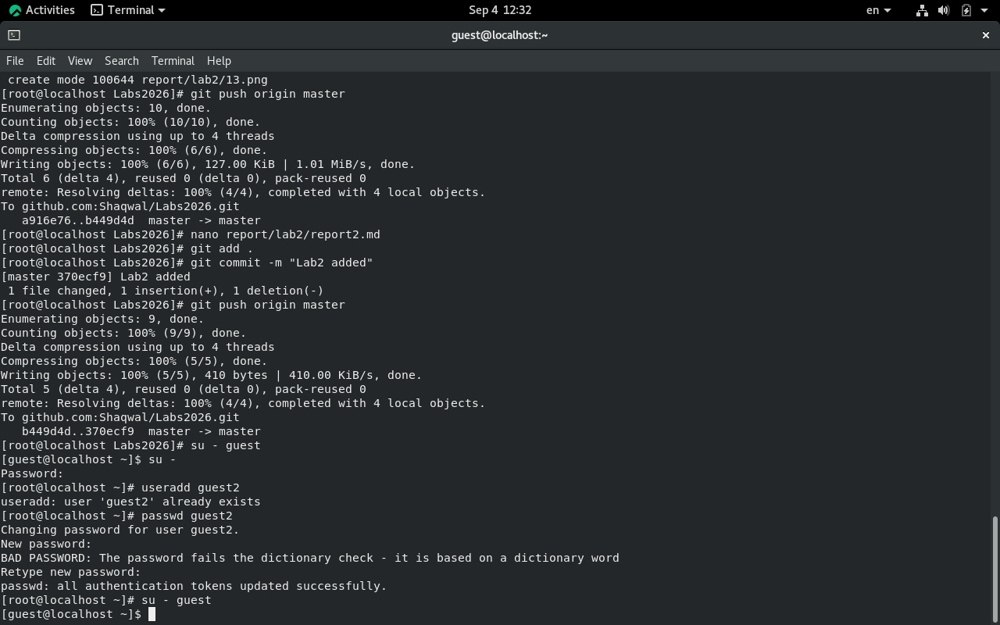 Activities Terminal Sep 4 12:32 en
guest@localhost:~
File Edit View Search Terminal Help
 create mode 100644 report/lab2/13.png
[root@localhost Labs2026]# git push origin master
Enumerating objects: 10, done.
Counting objects: 100% (10/10), done.
Delta compression using up to 4 threads
Compressing objects: 100% (6/6), done.
Writing objects: 100% (6/6), 127.00 KiB | 1.01 MiB/s, done.
Total 6 (delta 4), reused 0 (delta 0), pack-reused 0
remote: Resolving deltas: 100% (4/4), completed with 4 local objects.
To github.com:Shaqwal/Labs2026.git
   a916e76..b449d4d  master -> master
[root@localhost Labs2026]# nano report/lab2/report2.md
[root@localhost Labs2026]# git add .
[root@localhost Labs2026]# git commit -m "Lab2 added"
[master 370ecf9] Lab2 added
 1 file changed, 1 insertion(+), 1 deletion(-)
[root@localhost Labs2026]# git push origin master
Enumerating objects: 9, done.
Counting objects: 100% (9/9), done.
Delta compression using up to 4 threads
Compressing objects: 100% (5/5), done.
Writing objects: 100% (5/5), 410 bytes | 410.00 KiB/s, done.
Total 5 (delta 4), reused 0 (delta 0), pack-reused 0
remote: Resolving deltas: 100% (4/4), completed with 4 local objects.
To github.com:Shaqwal/Labs2026.git
   b449d4d..370ecf9  master -> master
[root@localhost Labs2026]# su - guest
[guest@localhost ~]$ su -
Password:
[root@localhost ~]# useradd guest2
useradd: user 'guest2' already exists
[root@localhost ~]# passwd guest2
Changing password for user guest2.
New password:
BAD PASSWORD: The password fails the dictionary check - it is based on a dictionary word
Retype new password:
passwd: all authentication tokens updated successfully.
[root@localhost ~]# su - guest
[guest@localhost ~]$